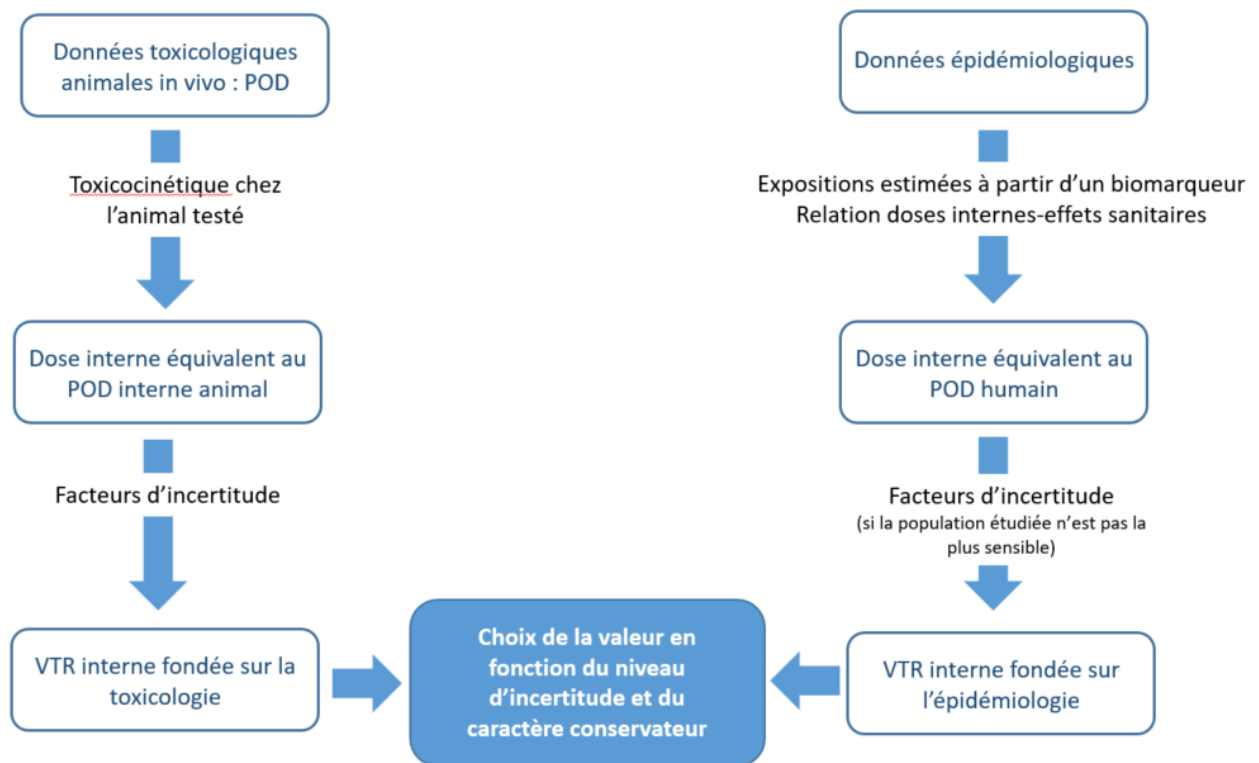 Données toxicologiques
animales in vivo : POD
Toxicocinétique chez
l'animal testé
Dose interne équivalent au
POD interne animal
Facteurs d'incertitude
VTR interne fondée sur la
toxicologie
Données épidémiologiques
Expositions estimées à partir d'un biomarqueur
Relation doses internes-effets sanitaires
Dose interne équivalent au
POD humain
Facteurs d'incertitude
(si la population étudiée n'est pas la
plus sensible)
VTR interne fondée sur
l'épidémiologie
Choix de la valeur en
fonction du niveau
d'incertitude et du
caractère conservateur